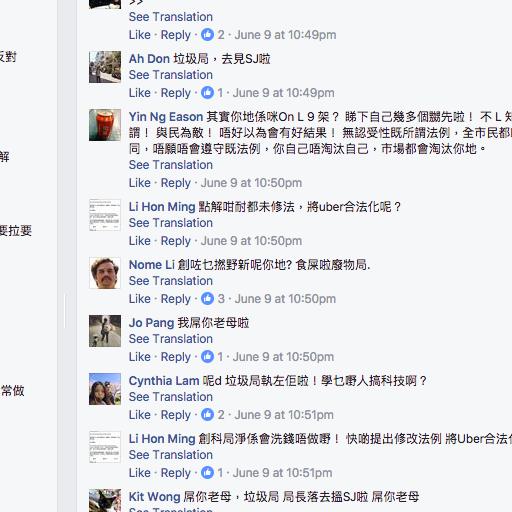 See Translation
Like · Reply · 2 · June 9 at 10:49pm
反對
Ah Don 垃圾局，去見SJ啦
See Translation
Like · Reply · 1 · June 9 at 10:49pm
Yin Ng Eason 其實你地係咪On L 9 架？ 睇下自己幾多個嬲先啦！ 不 L 知
謂！ 與民為敵！ 唔好以為會有好結果！ 無認受性既所謂法例，全市民都
解
同，唔願唔會遵守既法例，你自己唔淘汰自己，市場都會淘汰你地。
See Translation
Like · Reply · June 9 at 10:50pm
Li Hon Ming 點解咁耐都未修法，將uber合法化呢？
See Translation
要拉要
Like · Reply · June 9 at 10:50pm
Nome Li 創咗乜撚野新呢你地? 食屎啦廢物局.
See Translation
Like · Reply · 3 · June 9 at 10:50pm
Jo Pang 我屌你老母啦
See Translation
Like · Reply · 1 · June 9 at 10:50pm
Cynthia Lam 呢d 垃圾局執左佢啦！學乜嘢人搞科技啊？
常做
See Translation
Like · Reply · 2 · June 9 at 10:51pm
Li Hon Ming 創科局淨係會洗錢唔做嘢！ 快啲提出修改法例 將Uber合法
See Translation
Like · Reply · 1 · June 9 at 10:51pm
Kit Wong 屌你老母，垃圾局 局長落去搵SJ啦 屌你老母